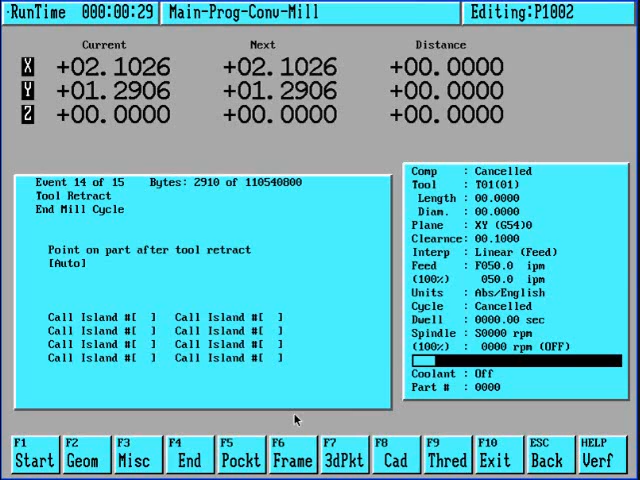 ·RunTime 000:00:29 Main-Prog-Conv-Mill Editing:P1002
Current Next Distance
X +02.1026 +02.1026 +00.0000
Y +01.2906 +01.2906 +00.0000
Z +00.0000 +00.0000 +00.0000
Event 14 of 15 Bytes: 2910 of 110540800
Tool Retract
End Mill Cycle
Point on part after tool retract
[Auto]
Call Island #[ ] Call Island #[ ]
Call Island #[ ] Call Island #[ ]
Call Island #[ ] Call Island #[ ]
Call Island #[ ] Call Island #[ ]
Comp : Cancelled
Tool : T01(01)
Length : 00.0000
Diam. : 00.0000
Plane : XY (G54)0
Clearnce: 00.1000
Interp : Linear (Feed)
Feed : F050.0 ipm
(100%) 050.0 ipm
Units : Abs/English
Cycle : Cancelled
Dwell : 0000.00 sec
Spindle : S0000 rpm
(100%) : 0000 rpm (OFF)
Coolant : Off
Part # : 0000
F1 F2 F3 F4 F5 F6 F7 F8 F9 F10 ESC HELP
Start Geom Misc End Pockt Frame 3dPkt Cad Thred Exit Back Verf